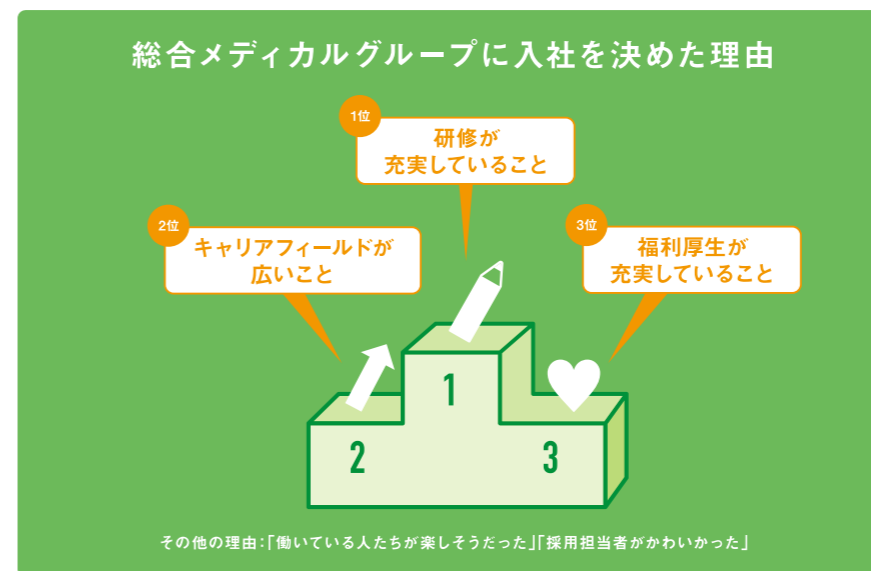 総合メディカルグループに入社を決めた理由
1位
研修が
充実していること
2位
キャリアフィールドが
広いこと
3位
福利厚生が
充実していること
1
2
3
その他の理由:「働いている人たちが楽しそうだった」「採用担当者がかわいかった」